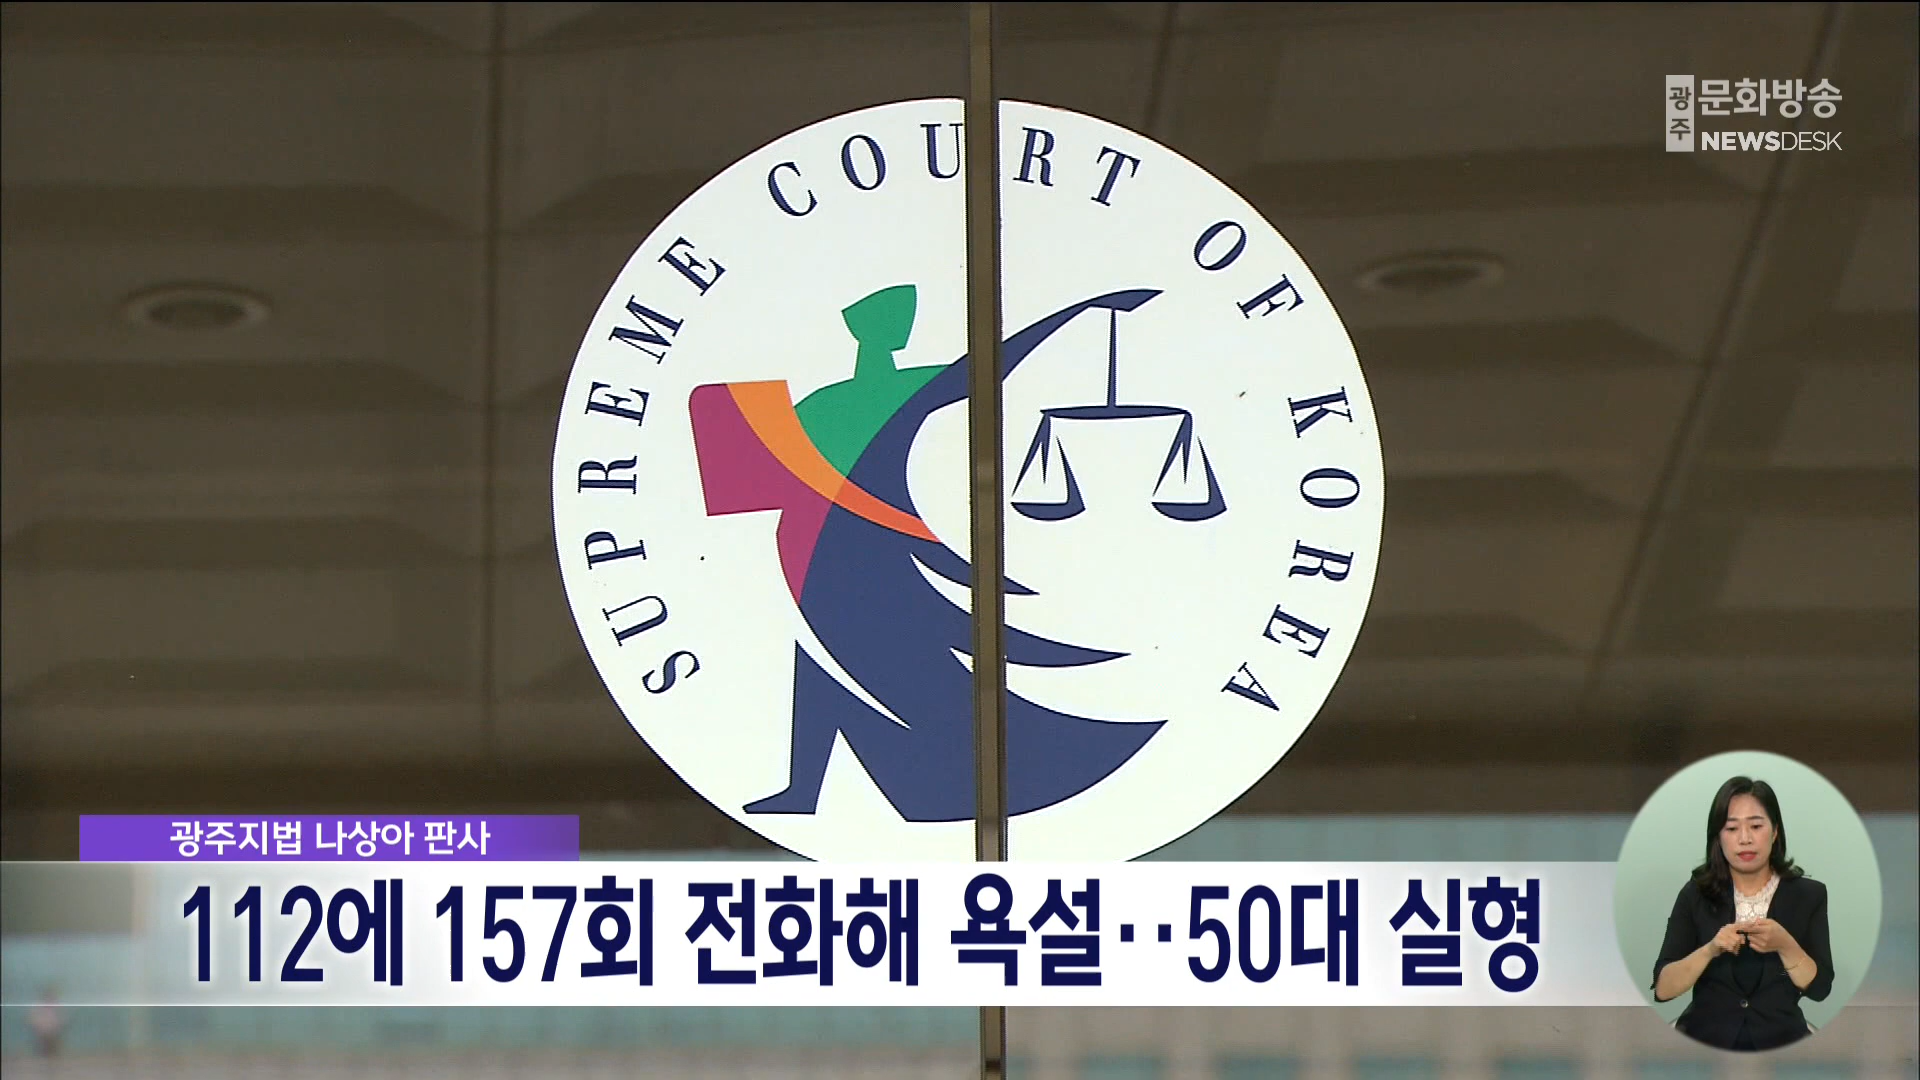 광주 문화방송
NEWSDESK
SUPREME COURT OF KOREA
광주지법 나상아 판사
112에 157회 전화해 욕설··50대 실형